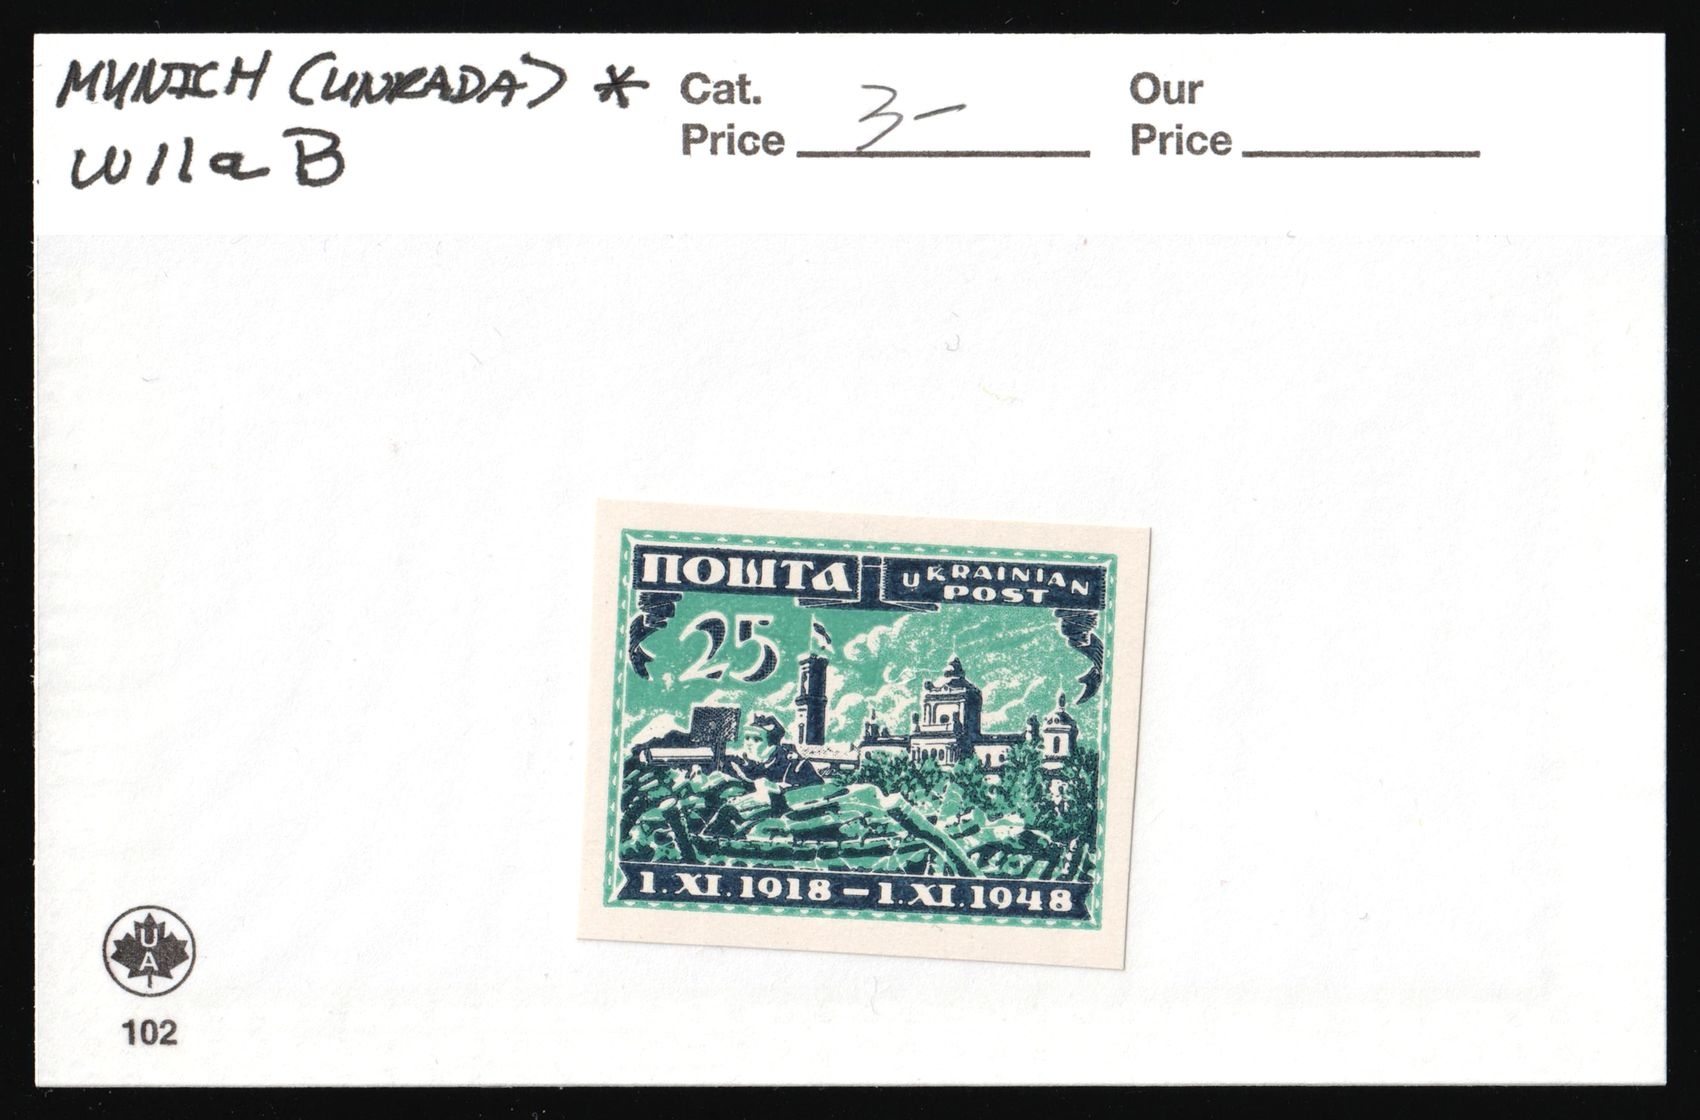 MUNICH (UNRADA) *
W11a B
Cat.
Price 3-
Our
Price
ПОШТА
UKRAINIAN
POST
25
1.XI.1918 – 1.XI.1948
U
A
102